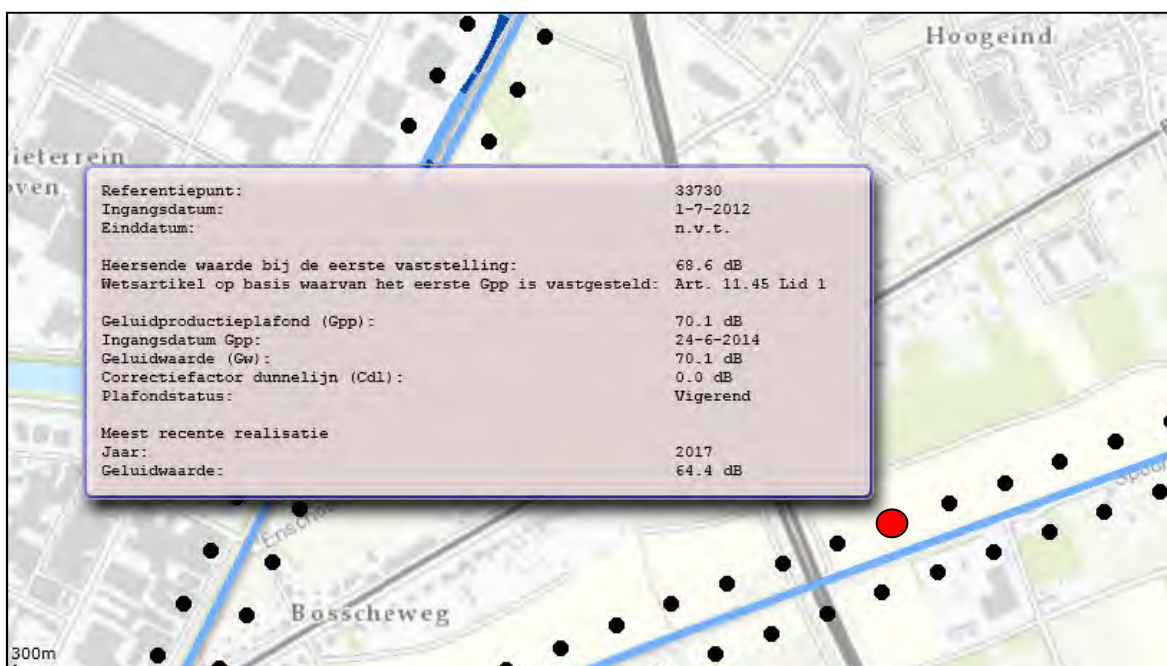 Hoogeind
ieterrein
oven
Referentiepunt: 33730
Ingangsdatum: 1-7-2012
Einddatum: n.v.t.
Heersende waarde bij de eerste vaststelling: 68.6 dB
Wetsartikel op basis waarvan het eerste Gpp is vastgesteld: Art. 11.45 Lid 1
Geluidproductieplafond (Gpp): 70.1 dB
Ingangsdatum Gpp: 24-6-2014
Geluidwaarde (Gw): 70.1 dB
Correctiefactor dunnelijn (Cdl): 0.0 dB
Plafondstatus: Vigerend
Meest recente realisatie
Jaar: 2017
Geluidwaarde: 64.4 dB
Spoor
Ensch
Bosscheweg
300m